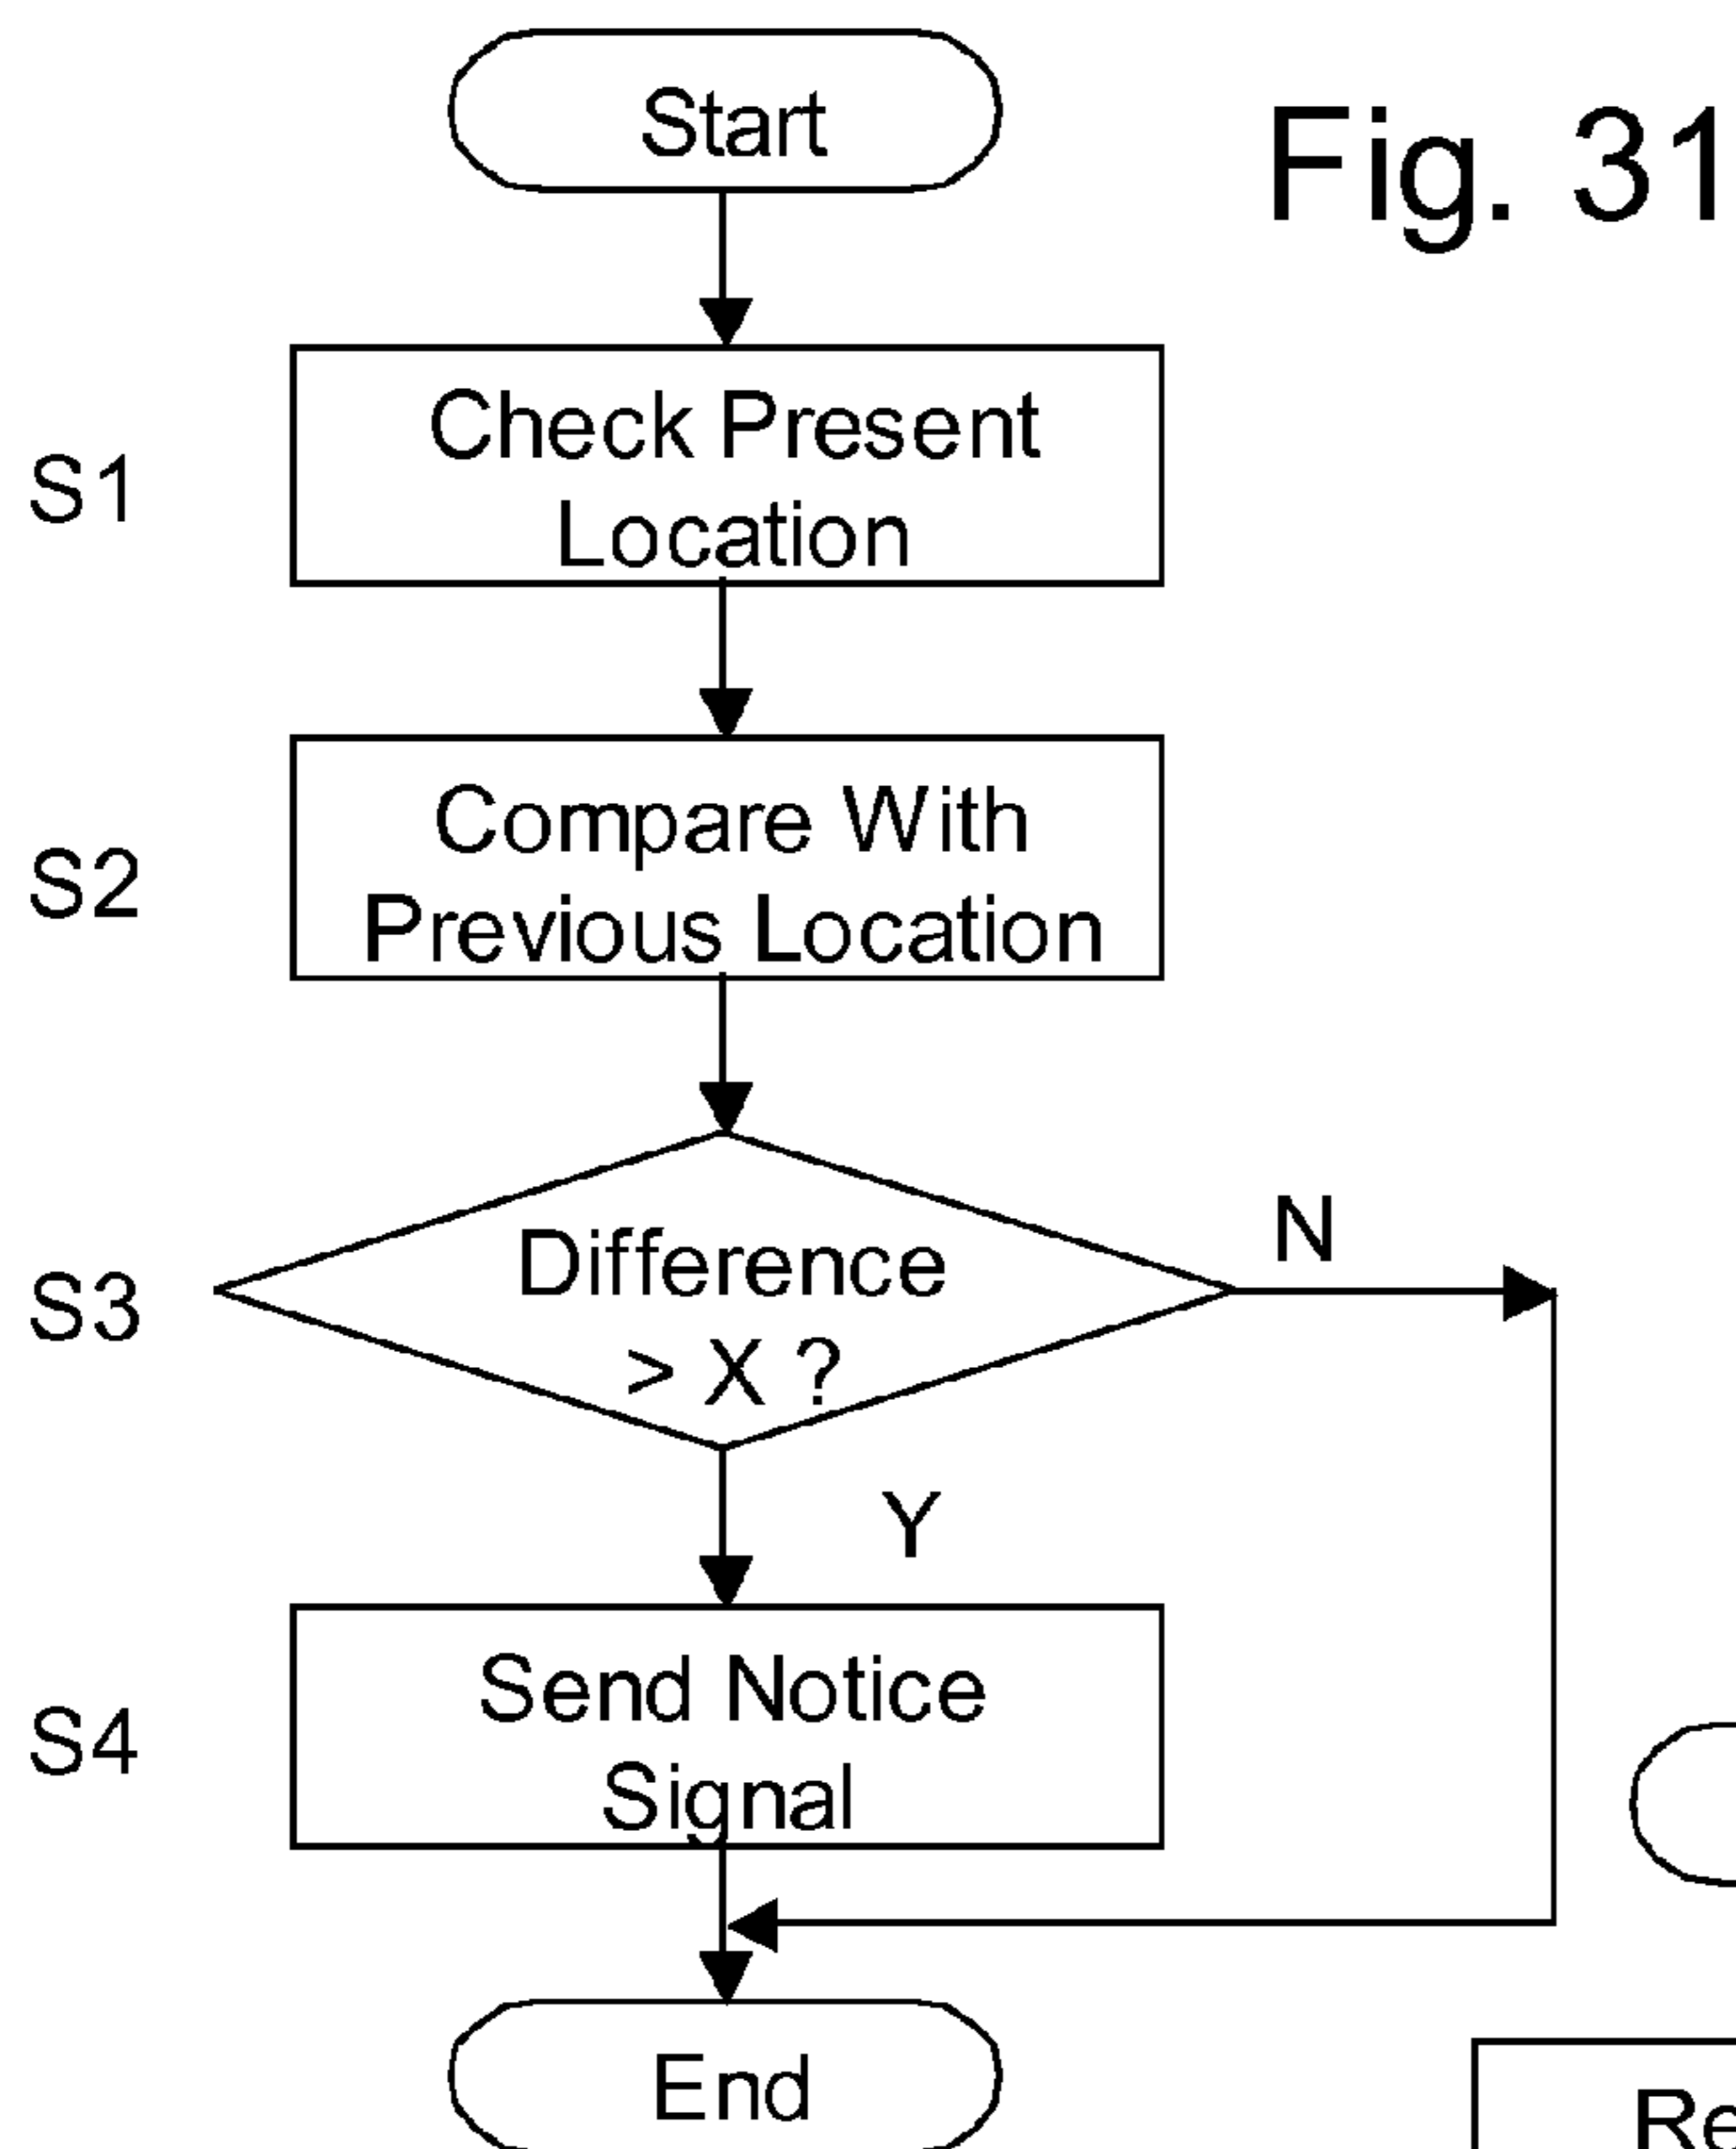 Start
Fig. 31
S1
Check Present
Location
S2
Compare With
Previous Location
S3
Difference
> X ?
N
Y
S4
Send Notice
Signal
End